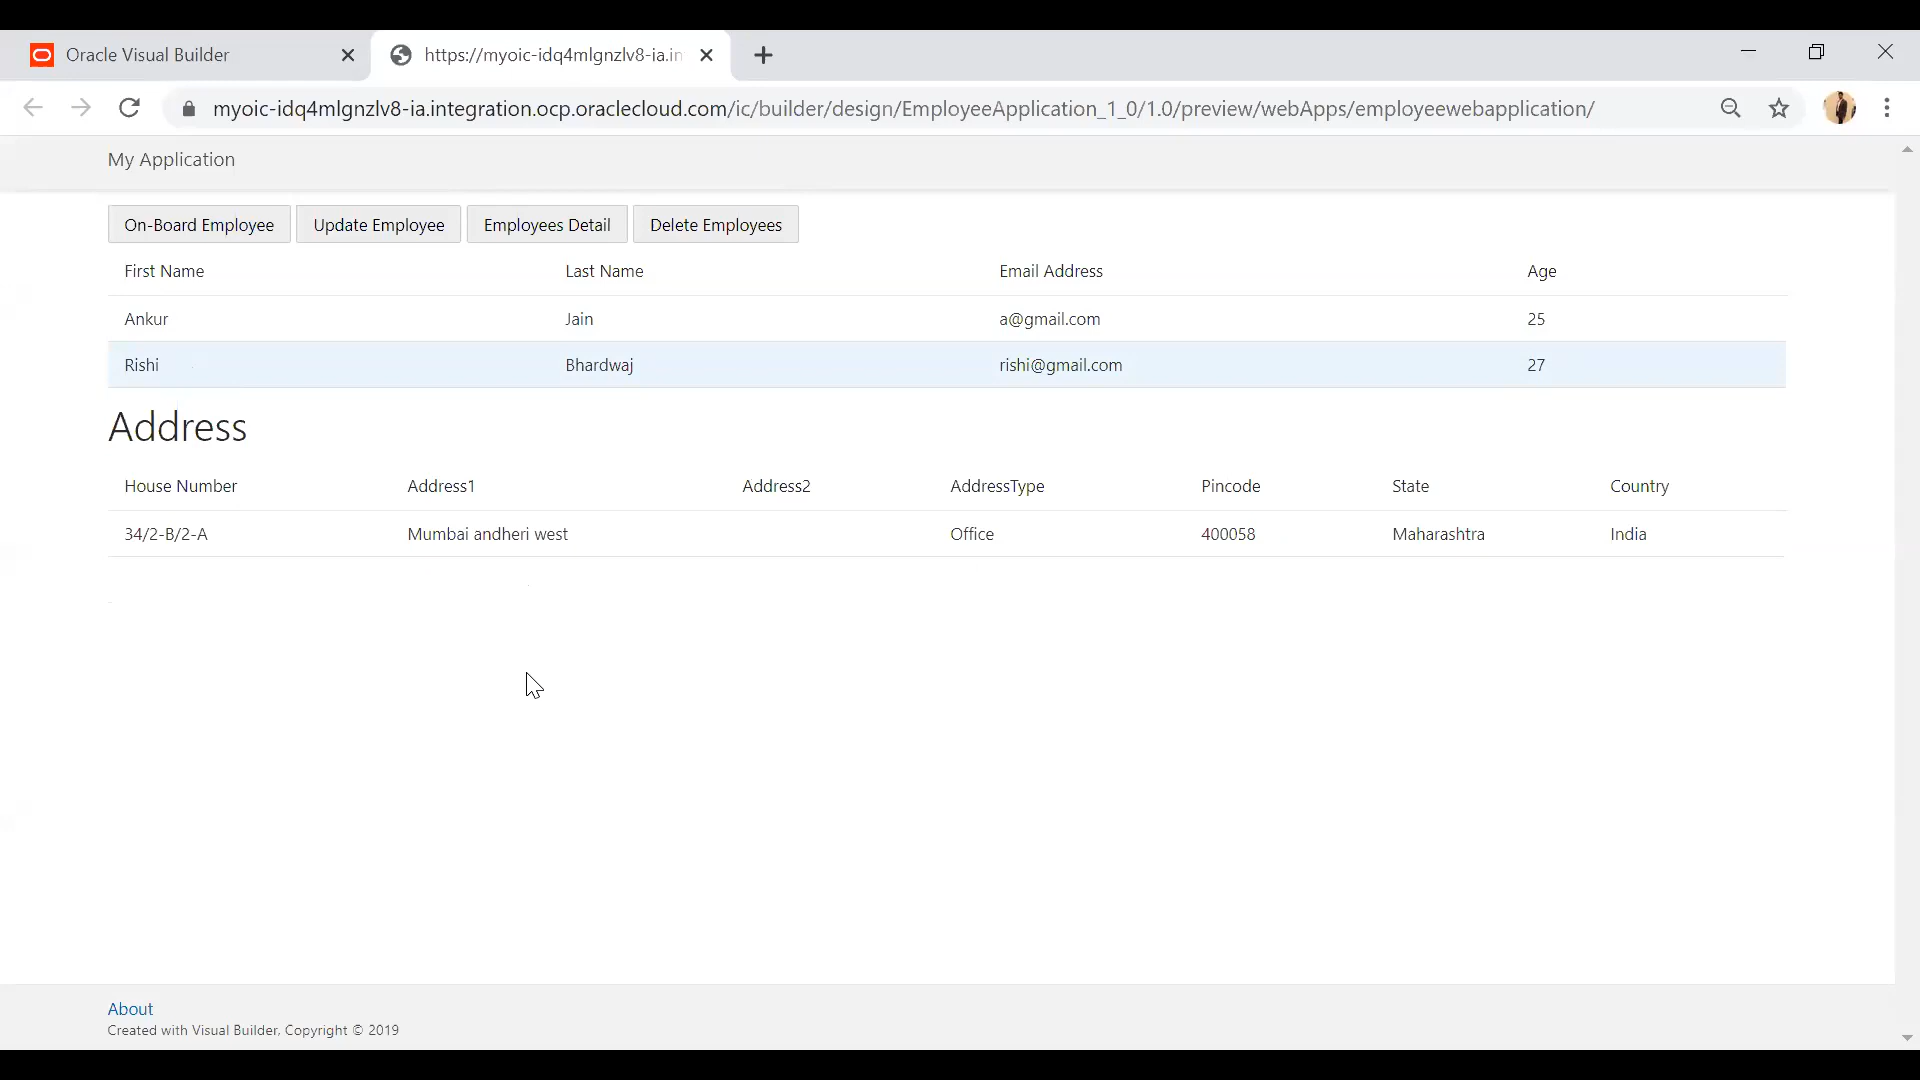 Oracle Visual Builder
https://myoic-idq4mlgnzlv8-ia.in
myoic-idq4mlgnzlv8-ia.integration.ocp.oraclecloud.com/ic/builder/design/EmployeeApplication_1_0/1.0/preview/webApps/employeewebapplication/
My Application
On-Board Employee Update Employee Employees Detail Delete Employees
First Name Last Name Email Address Age
Ankur Jain a@gmail.com 25
Rishi Bhardwaj rishi@gmail.com 27
Address
House Number Address1 Address2 AddressType Pincode State Country
34/2-B/2-A Mumbai andheri west Office 400058 Maharashtra India
About
Created with Visual Builder, Copyright © 2019